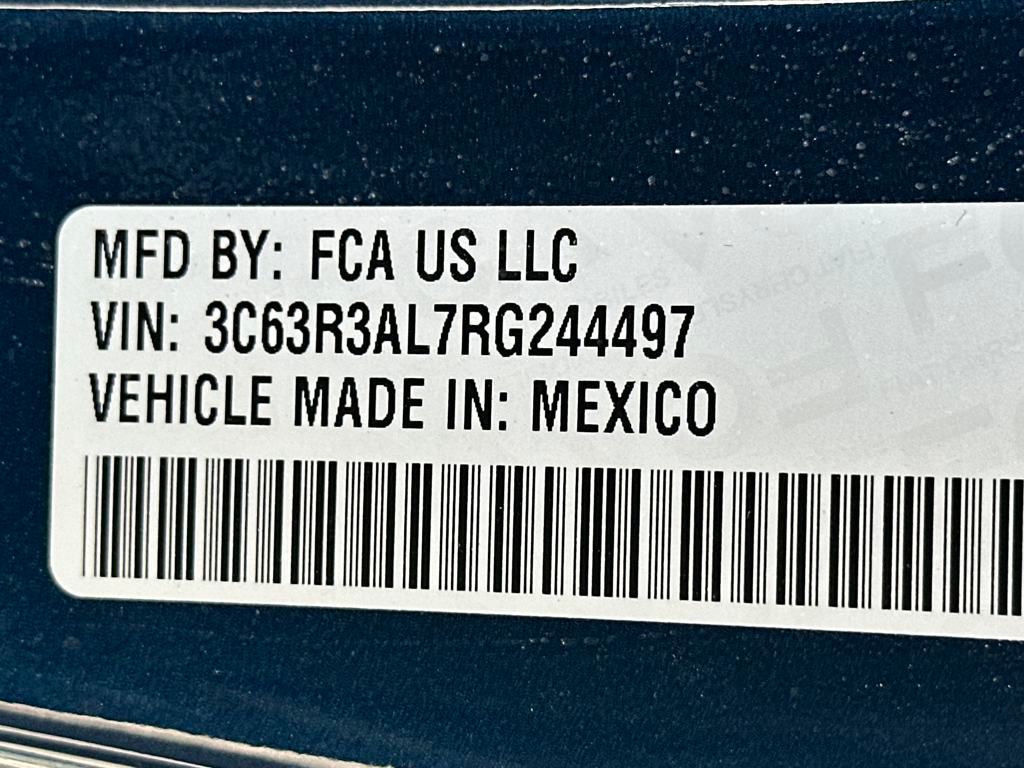 MFD BY: FCA US LLC
VIN: 3C63R3AL7RG244497
VEHICLE MADE IN: MEXICO